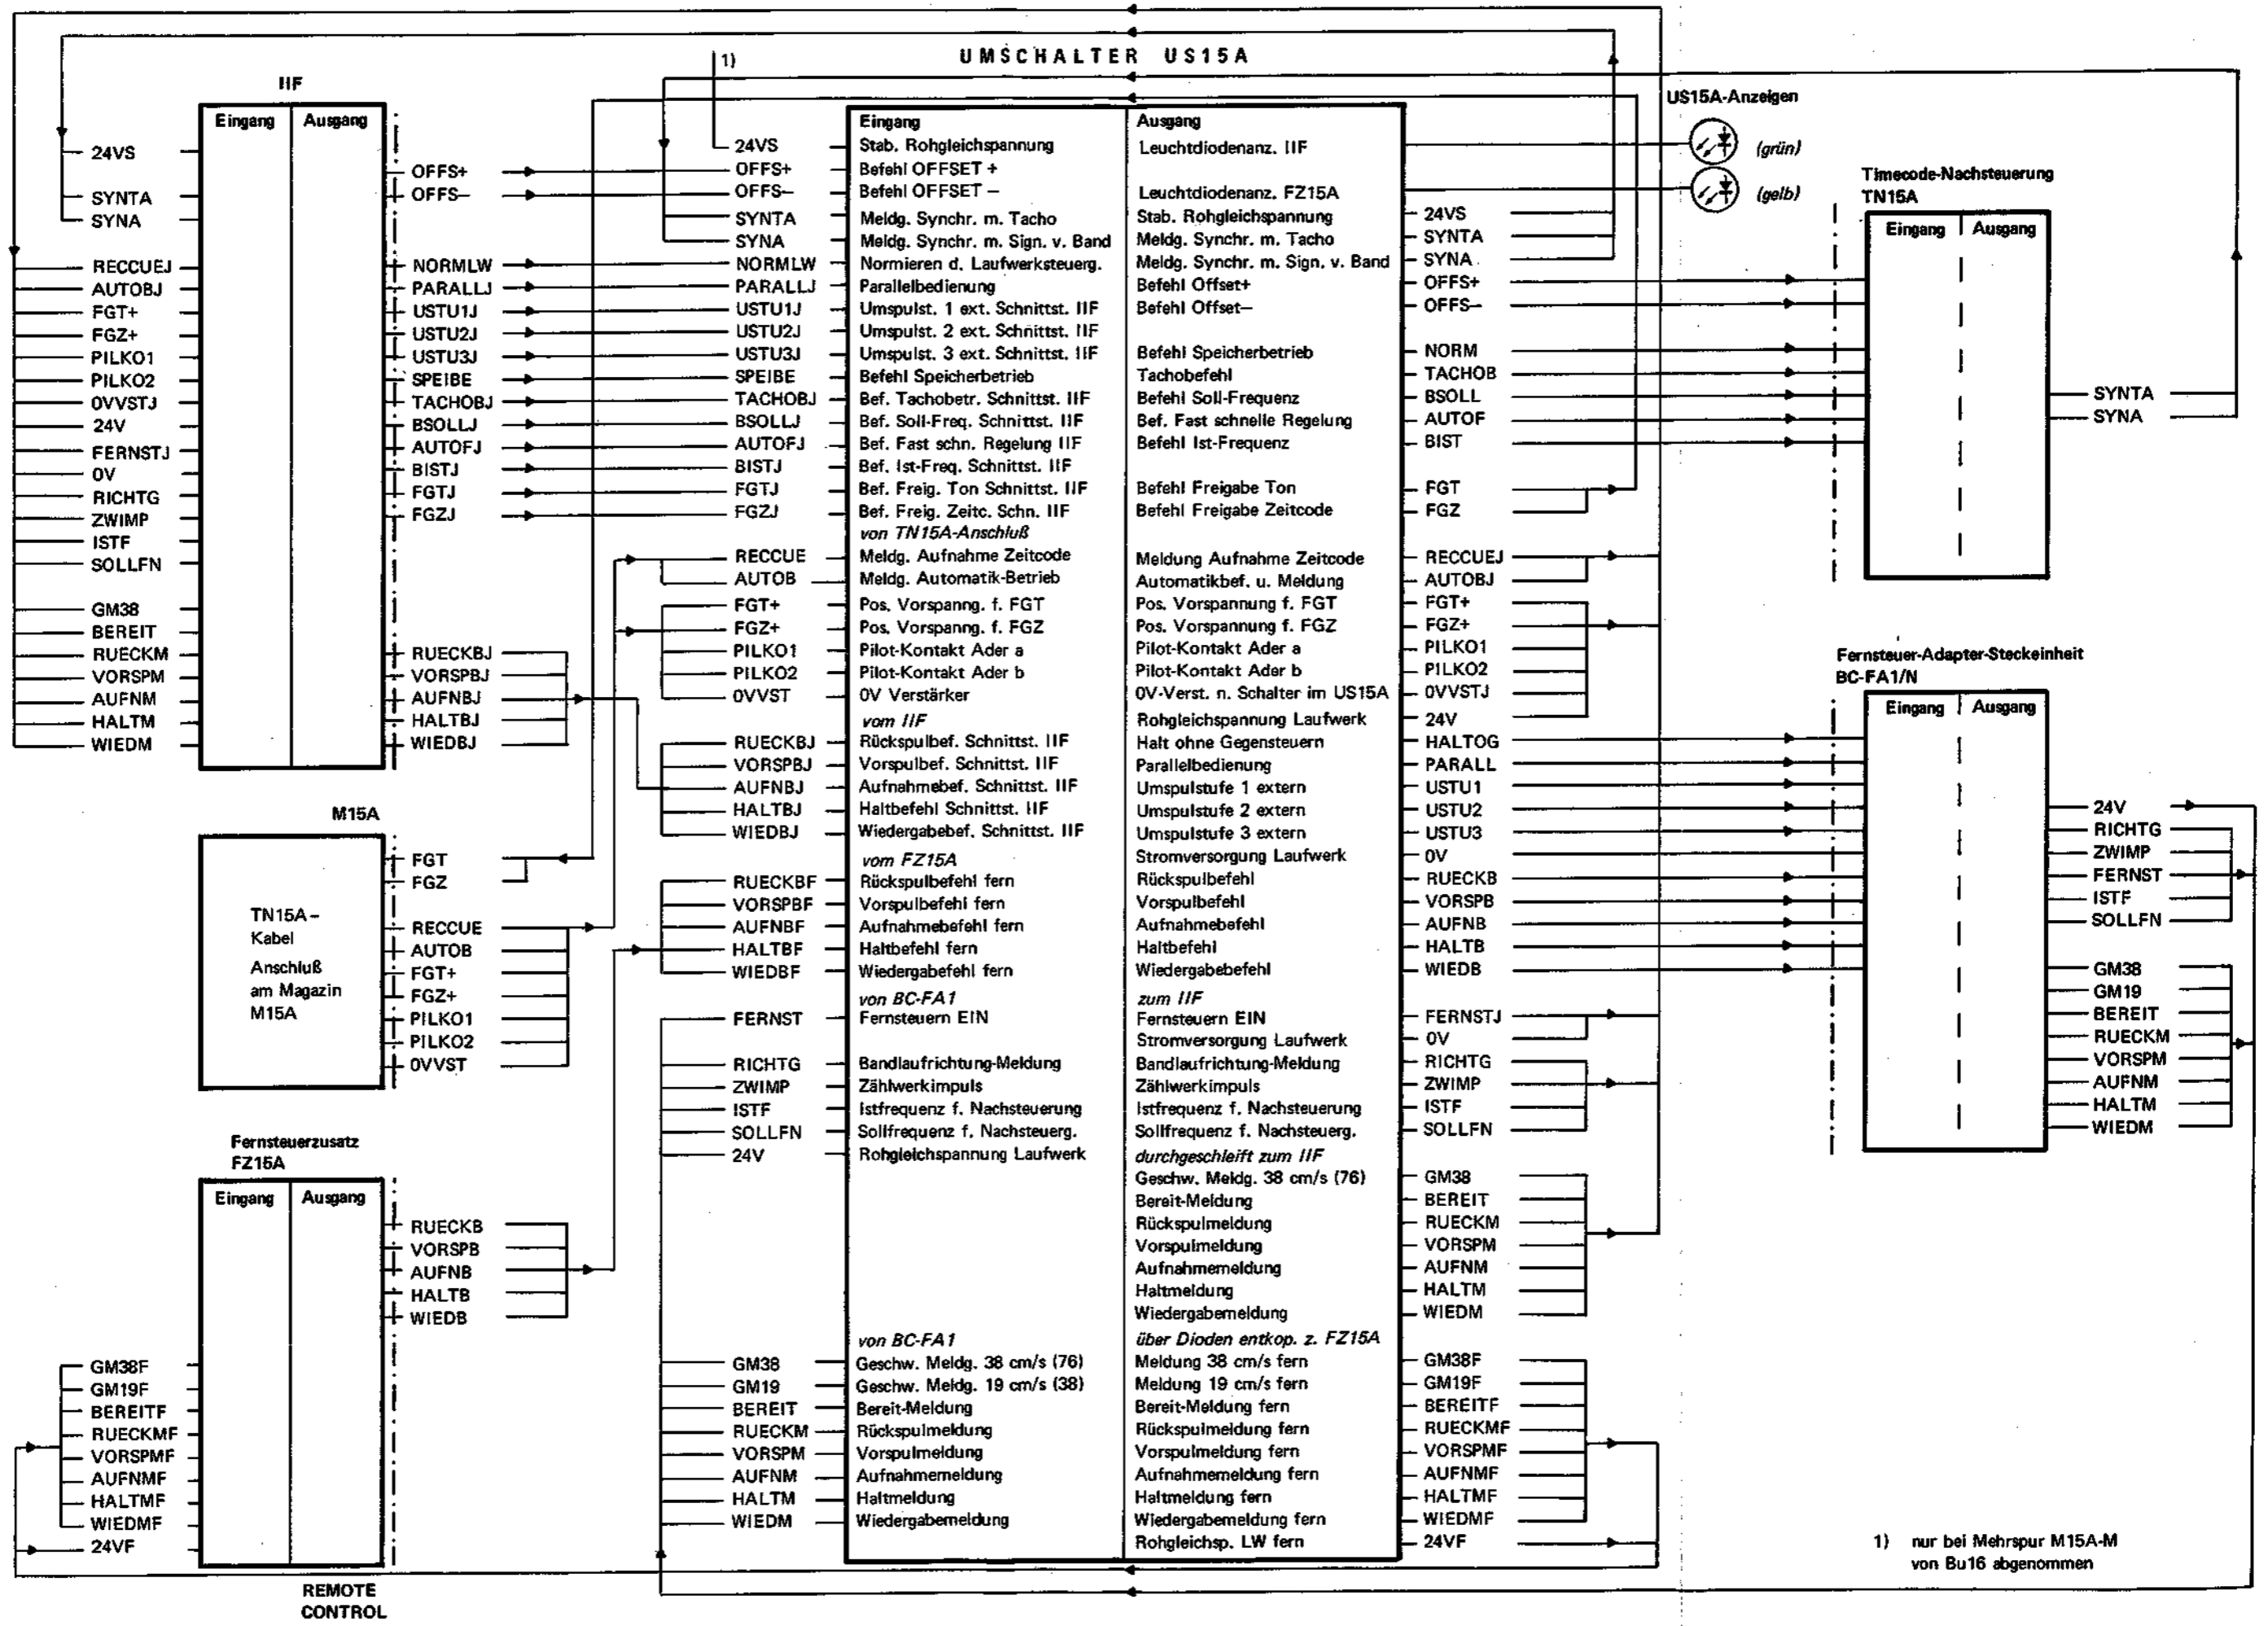 UMSCHALTER US15A
1)
IIF
Eingang Ausgang
24VS
SYNTA
SYNA
RECCUEJ
AUTOBJ
FGT+
FGZ+
PILKO1
PILKO2
0VVSTJ
24V
FERNSTJ
0V
RICHTG
ZWIMP
ISTF
SOLLFN
GM38
BEREIT
RUECKM
VORSPM
AUFNM
HALTM
WIEDM
OFFS+
OFFS–
NORMLW
PARALLJ
USTU1J
USTU2J
USTU3J
SPEIBE
TACHOBJ
BSOLLJ
AUTOFJ
BISTJ
FGTJ
FGZJ
RUECKBJ
VORSPBJ
AUFNBJ
HALTBJ
WIEDBJ
M15A
TN15A–
Kabel
Anschluß
am Magazin
M15A
FGT
FGZ
RECCUE
AUTOB
FGT+
FGZ+
PILKO1
PILKO2
0VVST
Fernsteuerzusatz
FZ15A
Eingang Ausgang
RUECKB
VORSPB
AUFNB
HALTB
WIEDB
GM38F
GM19F
BEREITF
RUECKMF
VORSPMF
AUFNMF
HALTMF
WIEDMF
24VF
REMOTE
CONTROL
Eingang
24VS Stab. Rohgleichspannung
OFFS+ Befehl OFFSET +
OFFS– Befehl OFFSET –
SYNTA Meldg. Synchr. m. Tacho
SYNA Meldg. Synchr. m. Sign. v. Band
NORMLW Normieren d. Laufwerksteuerg.
PARALLJ Parallelbedienung
USTU1J Umspulst. 1 ext. Schnittst. IIF
USTU2J Umspulst. 2 ext. Schnittst. IIF
USTU3J Umspulst. 3 ext. Schnittst. IIF
SPEIBE Befehl Speicherbetrieb
TACHOBJ Bef. Tachobetr. Schnittst. IIF
BSOLLJ Bef. Soll-Freq. Schnittst. IIF
AUTOFJ Bef. Fast schn. Regelung IIF
BISTJ Bef. Ist-Freq. Schnittst. IIF
FGTJ Bef. Freig. Ton Schnittst. IIF
FGZJ Bef. Freig. Zeitc. Schn. IIF
von TN15A-Anschluß
RECCUE Meldg. Aufnahme Zeitcode
AUTOB Meldg. Automatik-Betrieb
FGT+ Pos. Vorspanng. f. FGT
FGZ+ Pos. Vorspanng. f. FGZ
PILKO1 Pilot-Kontakt Ader a
PILKO2 Pilot-Kontakt Ader b
0VVST 0V Verstärker
vom IIF
RUECKBJ Rückspulbef. Schnittst. IIF
VORSPBJ Vorspulbef. Schnittst. IIF
AUFNBJ Aufnahmebef. Schnittst. IIF
HALTBJ Haltbefehl Schnittst. IIF
WIEDBJ Wiedergabebef. Schnittst. IIF
vom FZ15A
RUECKBF Rückspulbefehl fern
VORSPBF Vorspulbefehl fern
AUFNBF Aufnahmebefehl fern
HALTBF Haltbefehl fern
WIEDBF Wiedergabefehl fern
von BC-FA1
FERNST Fernsteuern EIN
RICHTG Bandlaufrichtung-Meldung
ZWIMP Zählwerkimpuls
ISTF Istfrequenz f. Nachsteuerung
SOLLFN Sollfrequenz f. Nachsteuerg.
24V Rohgleichspannung Laufwerk
von BC-FA1
GM38 Geschw. Meldg. 38 cm/s (76)
GM19 Geschw. Meldg. 19 cm/s (38)
BEREIT Bereit-Meldung
RUECKM Rückspulmeldung
VORSPM Vorspulmeldung
AUFNM Aufnahmemeldung
HALTM Haltmeldung
WIEDM Wiedergabemeldung
Ausgang
Leuchtdiodenanz. IIF
Leuchtdiodenanz. FZ15A
Stab. Rohgleichspannung 24VS
Meldg. Synchr. m. Tacho SYNTA
Meldg. Synchr. m. Sign. v. Band SYNA
Befehl Offset+ OFFS+
Befehl Offset– OFFS–
Befehl Speicherbetrieb NORM
Tachobefehl TACHOB
Befehl Soll-Frequenz BSOLL
Bef. Fast schnelle Regelung AUTOF
Befehl Ist-Frequenz BIST
Befehl Freigabe Ton FGT
Befehl Freigabe Zeitcode FGZ
Meldung Aufnahme Zeitcode RECCUEJ
Automatikbef. u. Meldung AUTOBJ
Pos. Vorspannung f. FGT FGT+
Pos. Vorspannung f. FGZ FGZ+
Pilot-Kontakt Ader a PILKO1
Pilot-Kontakt Ader b PILKO2
0V-Verst. n. Schalter im US15A 0VVSTJ
Rohgleichspannung Laufwerk 24V
Halt ohne Gegensteuern HALTOG
Parallelbedienung PARALL
Umspulstufe 1 extern USTU1
Umspulstufe 2 extern USTU2
Umspulstufe 3 extern USTU3
Stromversorgung Laufwerk 0V
Rückspulbefehl RUECKB
Vorspulbefehl VORSPB
Aufnahmebefehl AUFNB
Haltbefehl HALTB
Wiedergabebefehl WIEDB
zum IIF
Fernsteuern EIN FERNSTJ
Stromversorgung Laufwerk 0V
Bandlaufrichtung-Meldung RICHTG
Zählwerkimpuls ZWIMP
Istfrequenz f. Nachsteuerung ISTF
Sollfrequenz f. Nachsteuerg. SOLLFN
durchgeschleift zum IIF
Geschw. Meldg. 38 cm/s (76) GM38
Bereit-Meldung BEREIT
Rückspulmeldung RUECKM
Vorspulmeldung VORSPM
Aufnahmemeldung AUFNM
Haltmeldung HALTM
Wiedergabemeldung WIEDM
über Dioden entkop. z. FZ15A
Meldung 38 cm/s fern GM38F
Meldung 19 cm/s fern GM19F
Bereit-Meldung fern BEREITF
Rückspulmeldung fern RUECKMF
Vorspulmeldung fern VORSPMF
Aufnahmemeldung fern AUFNMF
Haltmeldung fern HALTMF
Wiedergabemeldung fern WIEDMF
Rohgleichsp. LW fern 24VF
US15A-Anzeigen
(grün)
(gelb)
Timecode-Nachsteuerung
TN15A
Eingang Ausgang
SYNTA
SYNA
Fernsteuer-Adapter-Steckeinheit
BC-FA1/N
Eingang Ausgang
24V
RICHTG
ZWIMP
FERNST
ISTF
SOLLFN
GM38
GM19
BEREIT
RUECKM
VORSPM
AUFNM
HALTM
WIEDM
1) nur bei Mehrspur M15A-M
von Bu16 abgenommen